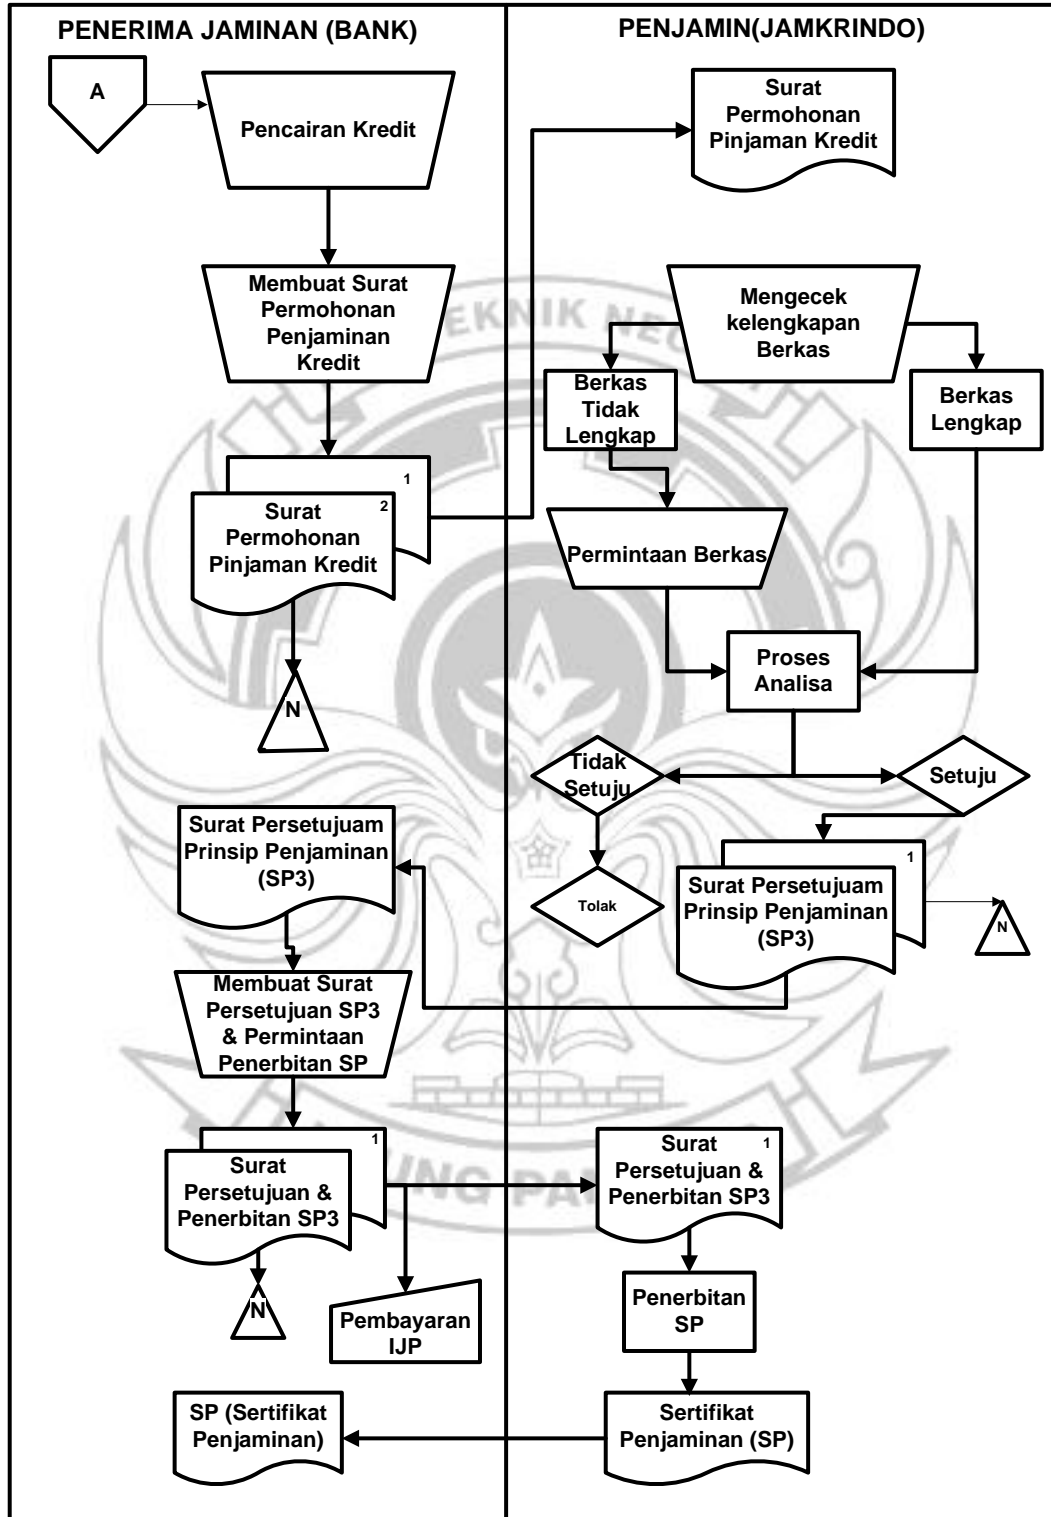 PENERIMA JAMINAN (BANK)
PENJAMIN(JAMKRINDO)
A
Pencairan Kredit
Surat
Permohonan
Pinjaman Kredit
Membuat Surat
Permohonan
Penjaminan
Kredit
Mengecek
kelengkapan
Berkas
Berkas
Tidak
Lengkap
Berkas
Lengkap
1
2
Surat
Permohonan
Pinjaman Kredit
Permintaan Berkas
N
Proses
Analisa
Tidak
Setuju
Setuju
Surat Persetujuam
Prinsip Penjaminan
(SP3)
Tolak
1
Surat Persetujuam
Prinsip Penjaminan
(SP3)
N
Membuat Surat
Persetujuan SP3
& Permintaan
Penerbitan SP
1
Surat
Persetujuan &
Penerbitan SP3
1
Surat
Persetujuan &
Penerbitan SP3
N
Pembayaran
IJP
Penerbitan
SP
SP (Sertifikat
Penjaminan)
Sertifikat
Penjaminan (SP)